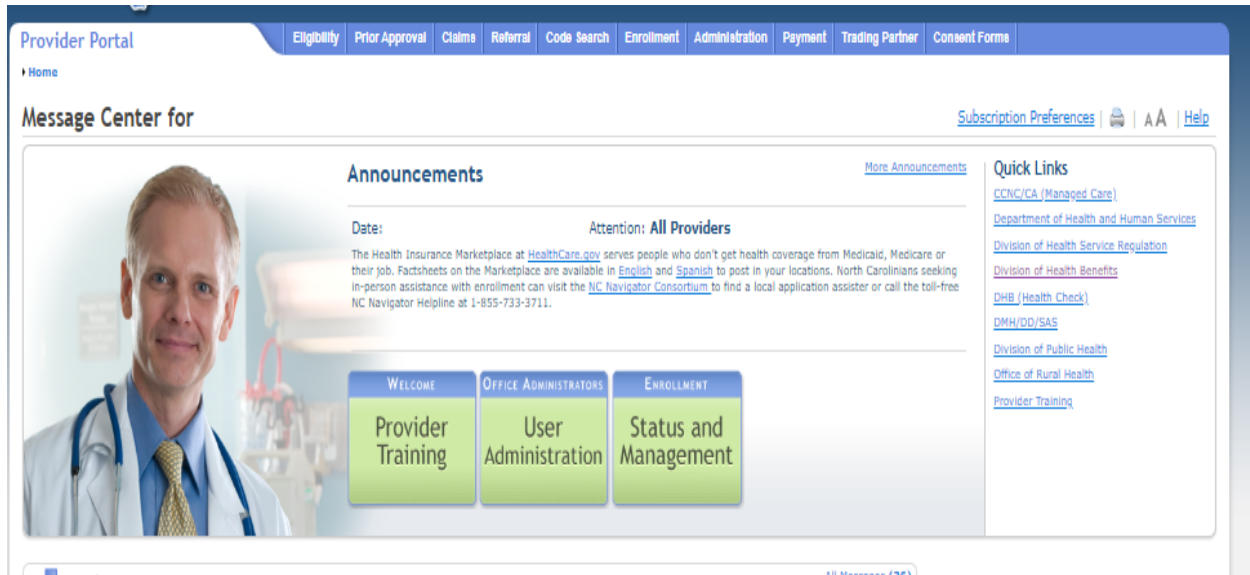 Provider Portal
Eligibility Prior Approval Claims Referral Code Search Enrollment Administration Payment Trading Partner Consent Forms
Home
Message Center for
Subscription Preferences | | A A | Help
Announcements
More Announcements
Date: Attention: All Providers
The Health Insurance Marketplace at HealthCare.gov serves people who don't get health coverage from Medicaid, Medicare or
their job. Factsheets on the Marketplace are available in English and Spanish to post in your locations. North Carolinians seeking
in-person assistance with enrollment can visit the NC Navigator Consortium to find a local application assister or call the toll-free
NC Navigator Helpline at 1-855-733-3711.
Welcome
Provider
Training
Office Administrators
User
Administration
Enrollment
Status and
Management
Quick Links
CCNC/CA (Managed Care)
Department of Health and Human Services
Division of Health Service Regulation
Division of Health Benefits
DHB (Health Check)
DMH/DD/SAS
Division of Public Health
Office of Rural Health
Provider Training